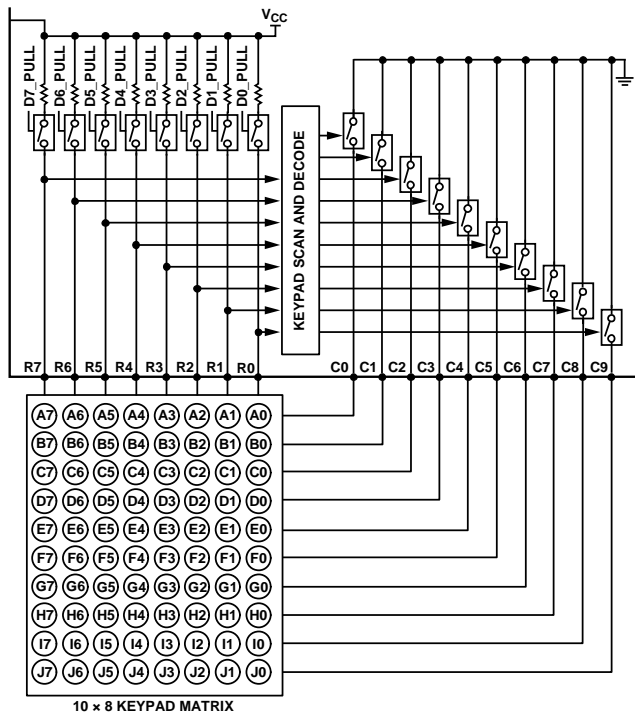 VCC
D7_PULL D6_PULL D5_PULL D4_PULL D3_PULL D2_PULL D1_PULL D0_PULL
KEYPAD SCAN AND DECODE
R7 R6 R5 R4 R3 R2 R1 R0 C0 C1 C2 C3 C4 C5 C6 C7 C8 C9
A7 A6 A5 A4 A3 A2 A1 A0
B7 B6 B5 B4 B3 B2 B1 B0
C7 C6 C5 C4 C3 C2 C1 C0
D7 D6 D5 D4 D3 D2 D1 D0
E7 E6 E5 E4 E3 E2 E1 E0
F7 F6 F5 F4 F3 F2 F1 F0
G7 G6 G5 G4 G3 G2 G1 G0
H7 H6 H5 H4 H3 H2 H1 H0
I7 I6 I5 I4 I3 I2 I1 I0
J7 J6 J5 J4 J3 J2 J1 J0
10 × 8 KEYPAD MATRIX